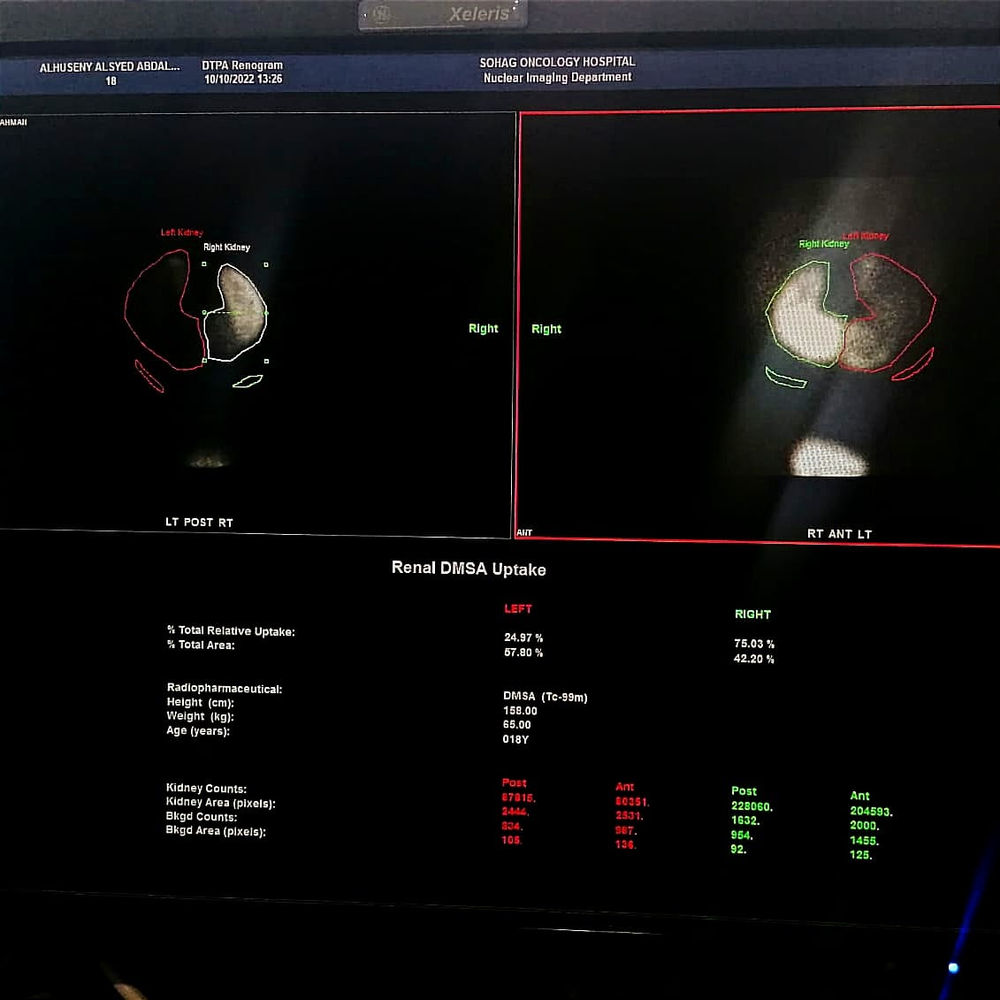 Xeleris
ALHUSENY ALSYED ABDAL... DTPA Renogram
18 10/10/2022 13:26
SOHAG ONCOLOGY HOSPITAL
Nuclear Imaging Department
AHMAN
Left Kidney
Right Kidney
Right
LT POST RT
Right Kidney
Left Kidney
Right
ANT
RT ANT LT
Renal DMSA Uptake
LEFT RIGHT
% Total Relative Uptake: 24.97 % 75.03 %
% Total Area: 57.80 % 42.20 %
Radiopharmaceutical: DMSA (Tc-99m)
Height (cm): 158.00
Weight (kg): 65.00
Age (years): 018Y
Post Ant Post Ant
Kidney Counts: 87815. 80351. 228060. 204593.
Kidney Area (pixels): 2444. 2531. 1632. 2000.
Bkgd Counts: 834. 987. 954. 1455.
Bkgd Area (pixels): 105. 136. 92. 125.